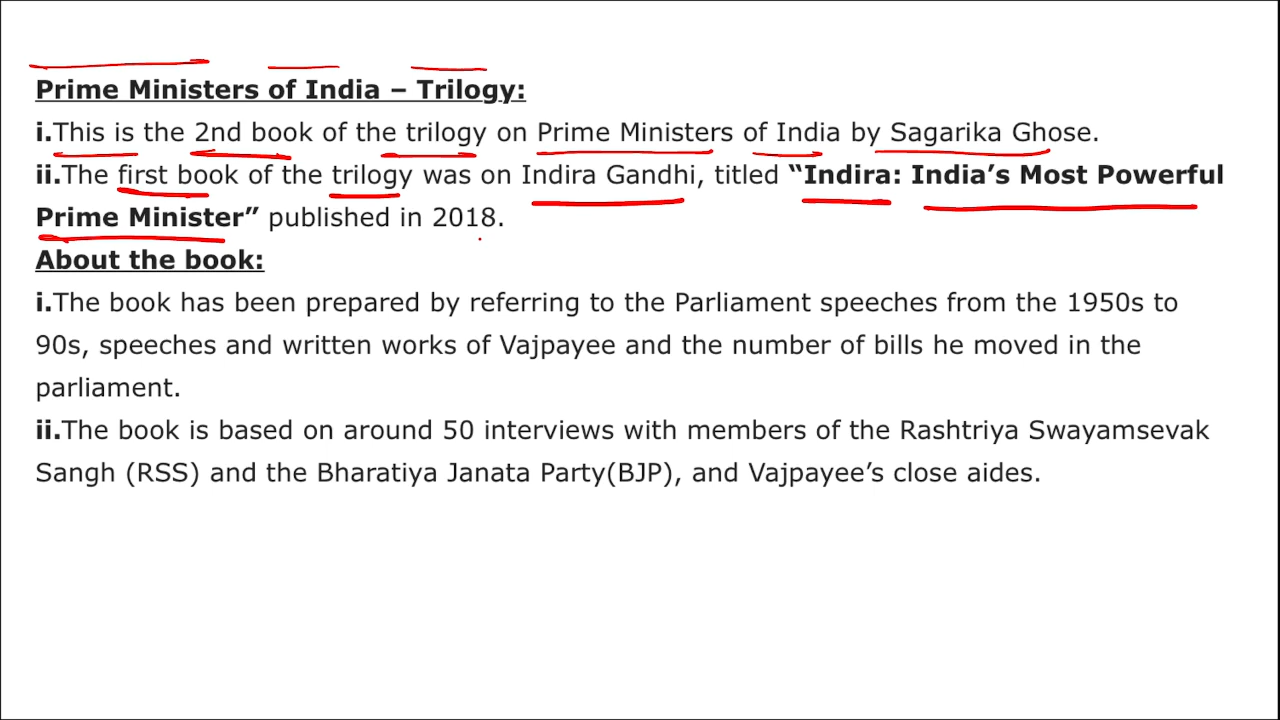 Prime Ministers of India – Trilogy:
i.This is the 2nd book of the trilogy on Prime Ministers of India by Sagarika Ghose.
ii.The first book of the trilogy was on Indira Gandhi, titled “Indira: India’s Most Powerful
Prime Minister” published in 2018.
About the book:
i.The book has been prepared by referring to the Parliament speeches from the 1950s to
90s, speeches and written works of Vajpayee and the number of bills he moved in the
parliament.
ii.The book is based on around 50 interviews with members of the Rashtriya Swayamsevak
Sangh (RSS) and the Bharatiya Janata Party(BJP), and Vajpayee’s close aides.